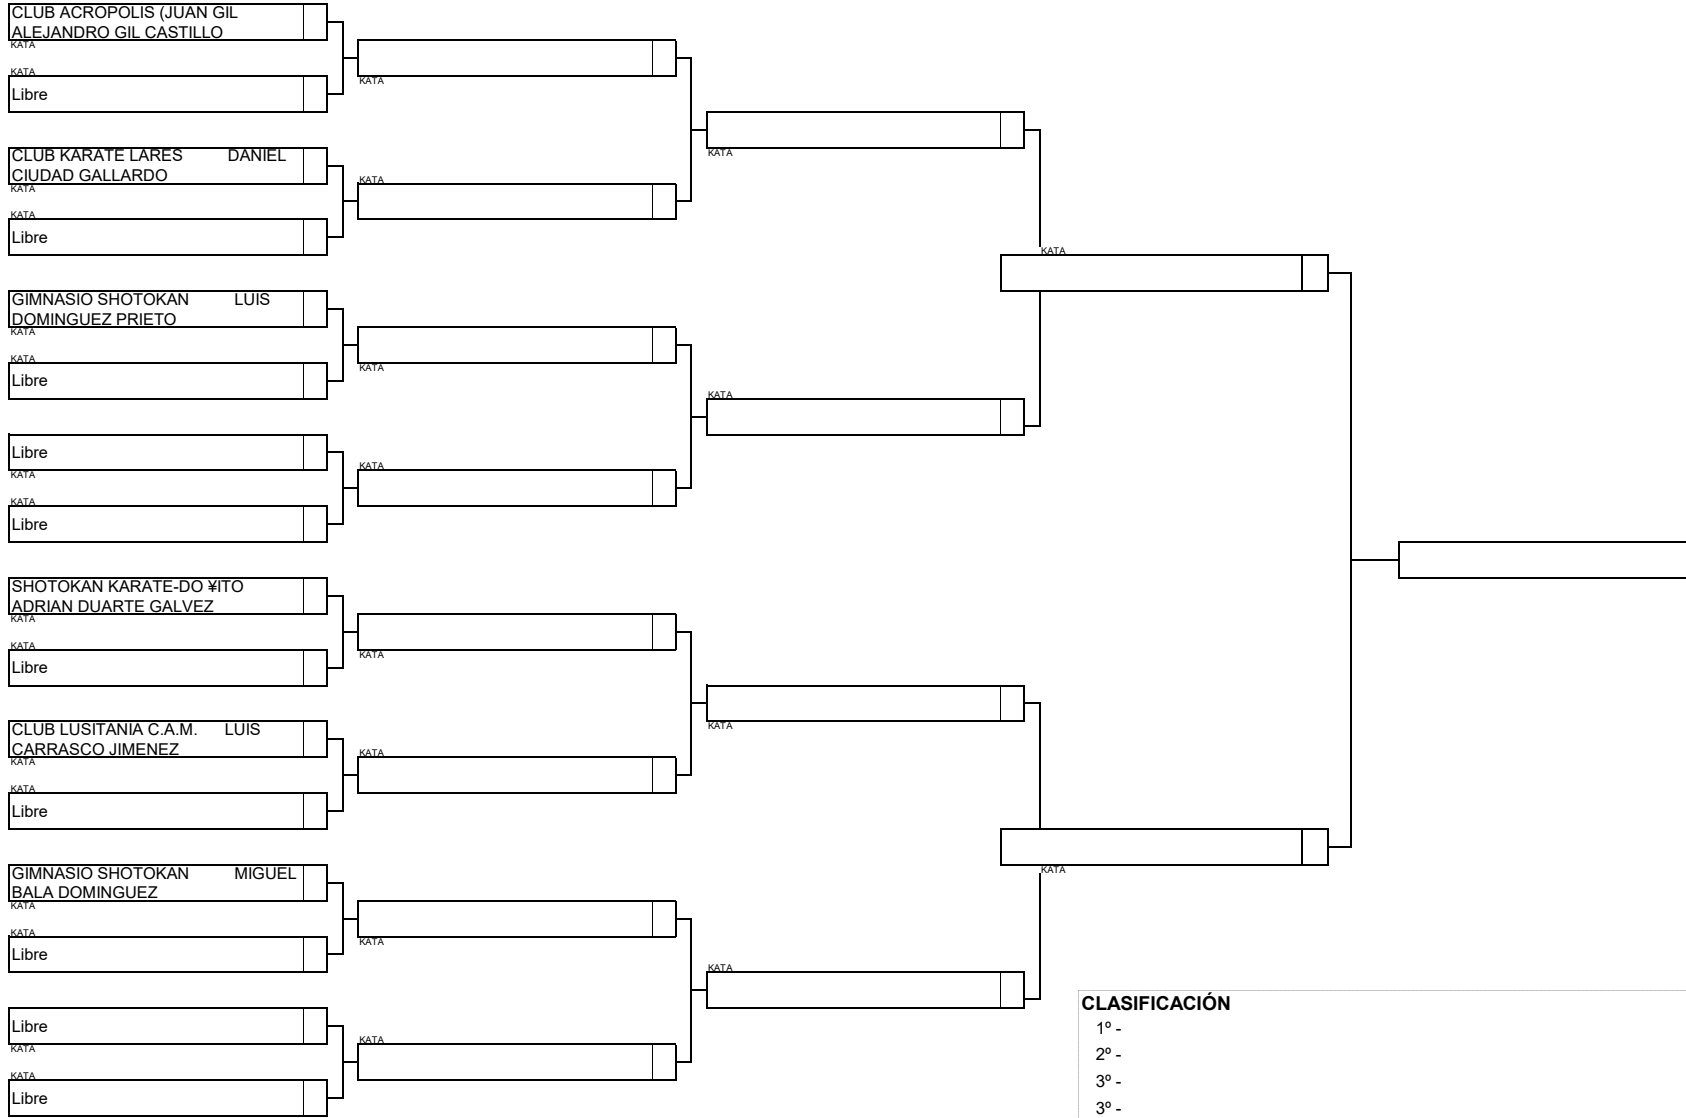 CLUB ACROPOLIS (JUAN GIL
ALEJANDRO GIL CASTILLO
KATA
KATA
Libre
CLUB KARATE LARES DANIEL
CIUDAD GALLARDO
KATA
KATA
Libre
GIMNASIO SHOTOKAN LUIS
DOMINGUEZ PRIETO
KATA
KATA
Libre
Libre
KATA
KATA
Libre
SHOTOKAN KARATE-DO ¥ITO
ADRIAN DUARTE GALVEZ
KATA
KATA
Libre
CLUB LUSITANIA C.A.M. LUIS
CARRASCO JIMENEZ
KATA
KATA
Libre
GIMNASIO SHOTOKAN MIGUEL
BALA DOMINGUEZ
KATA
KATA
Libre
Libre
KATA
KATA
Libre
KATA
KATA
KATA
KATA
KATA
KATA
KATA
KATA
KATA
KATA
KATA
KATA
KATA
KATA
CLASIFICACIÓN
1º -
2º -
3º -
3º -